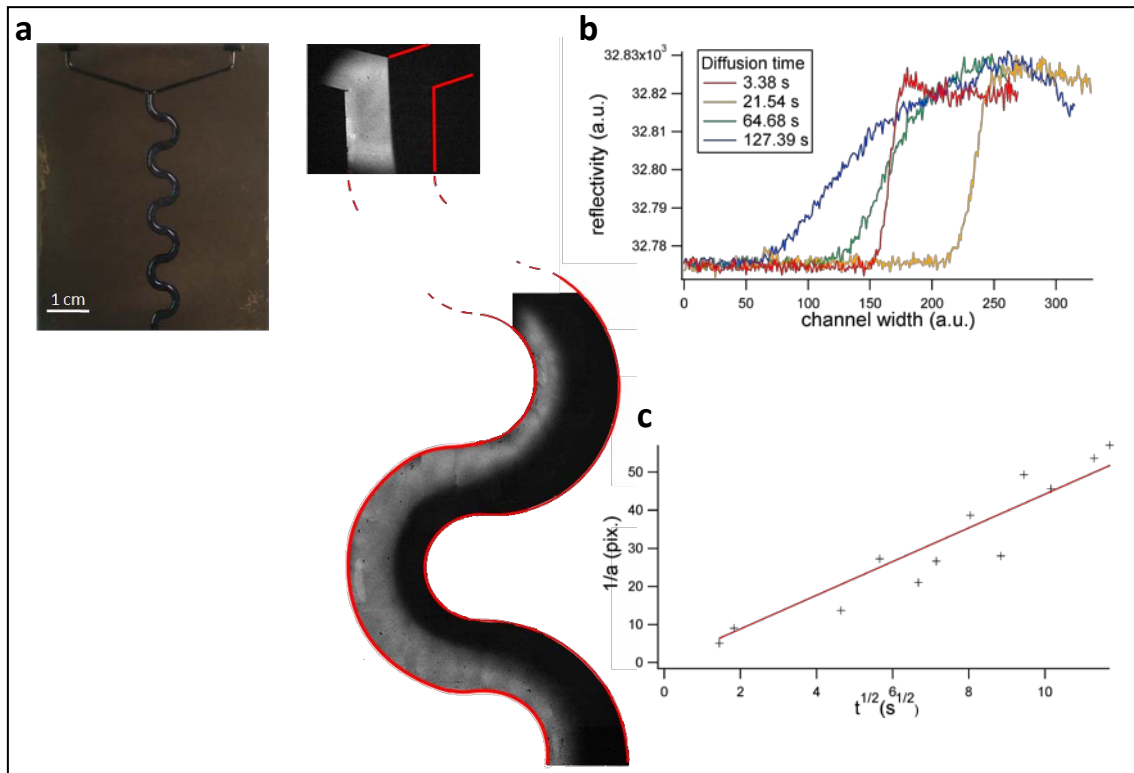 a
1 cm
b
Diffusion time
3.38 s
21.54 s
64.68 s
127.39 s
32.83x10³
32.82
32.81
32.80
32.79
32.78
reflectivity (a.u.)
0 50 100 150 200 250 300
channel width (a.u.)
c
50
40
30
20
10
0
1/a (pix.)
0 2 4 6 8 10
t^1/2 (s^1/2)